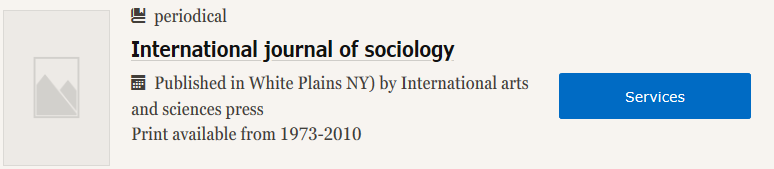 periodical
International journal of sociology
Published in White Plains NY) by International arts
and sciences press
Print available from 1973-2010
Services